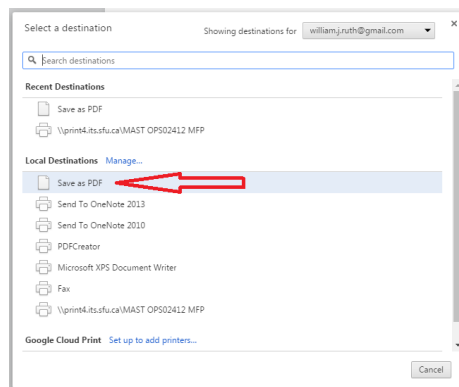 Select a destination
Showing destinations for william.j.ruth@gmail.com
×
Search destinations
Recent Destinations
Save as PDF
\\print4.its.sfu.ca\MAST OPS02412 MFP
Local Destinations Manage...
Save as PDF
Send To OneNote 2013
Send To OneNote 2010
PDFCreator
Microsoft XPS Document Writer
Fax
\\print4.its.sfu.ca\MAST OPS02412 MFP
Google Cloud Print Set up to add printers...
Cancel